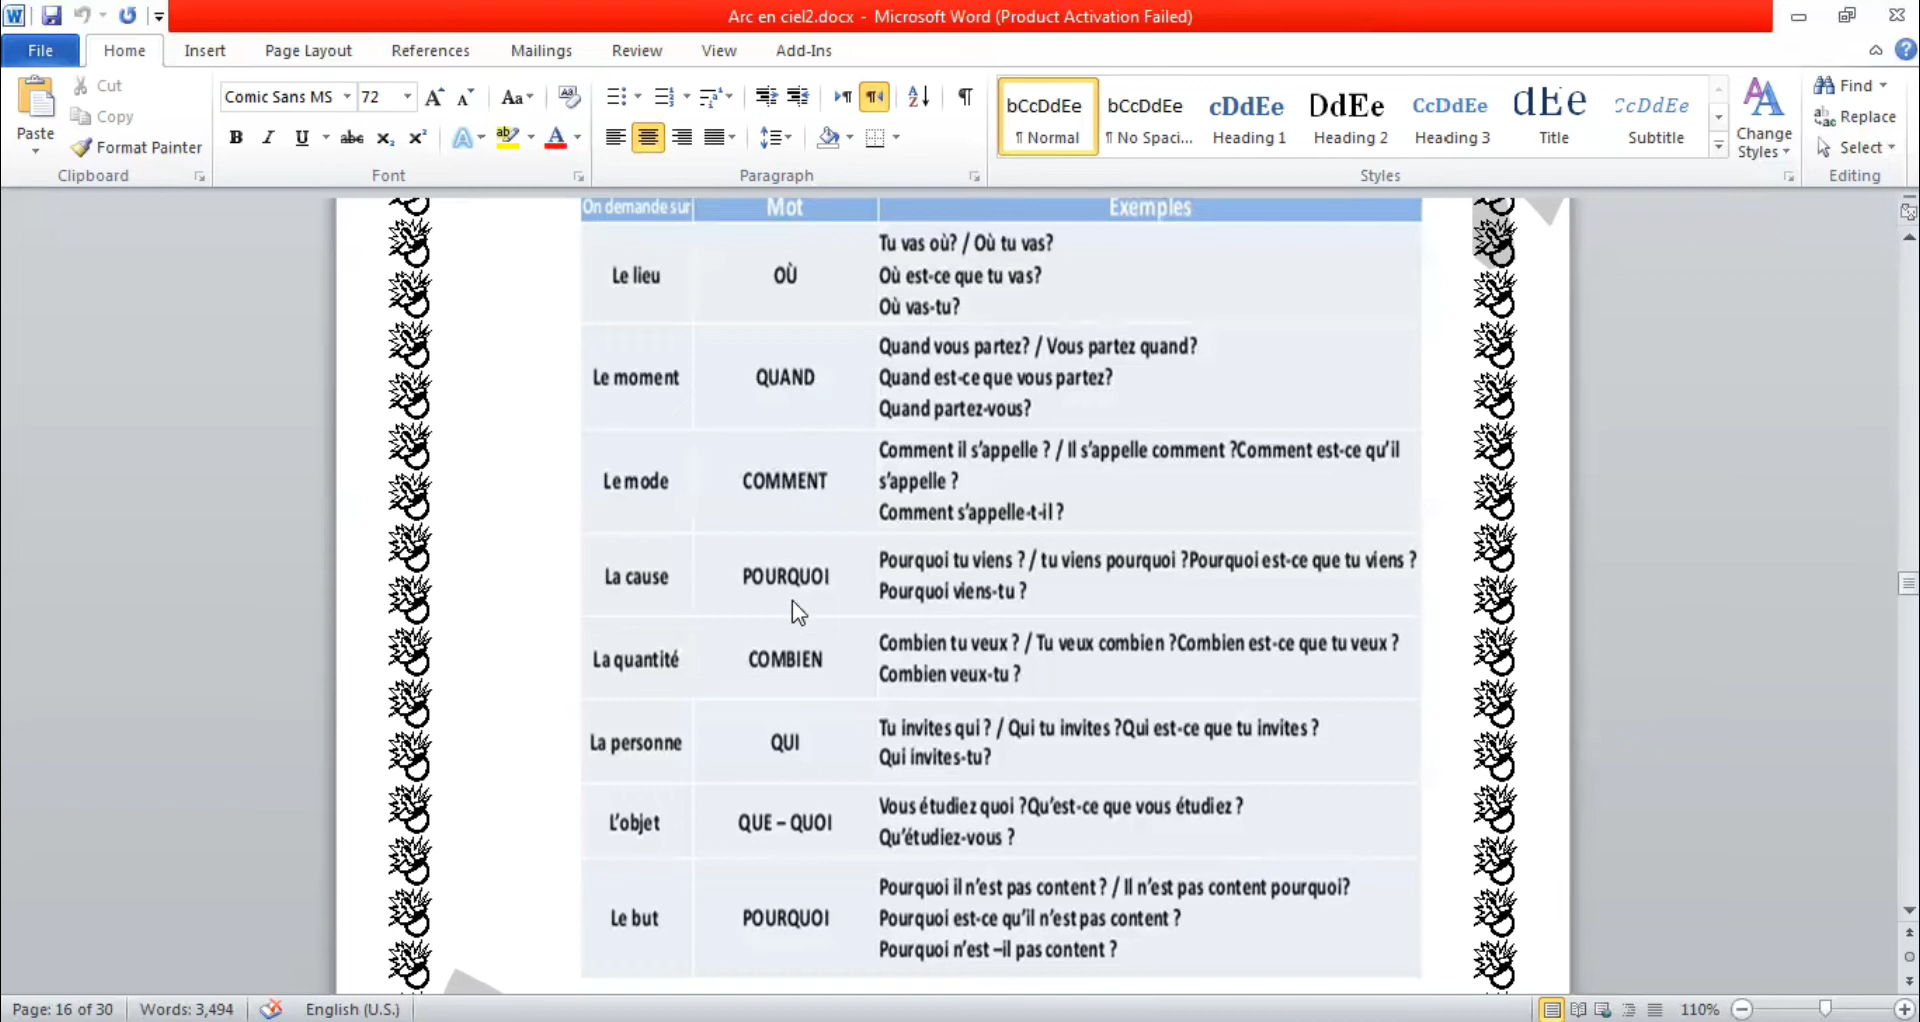 Arc en ciel2.docx - Microsoft Word (Product Activation Failed)
File Home Insert Page Layout References Mailings Review View Add-Ins
Cut
Copy
Format Painter
Paste
Clipboard
Comic Sans MS 72
Font
Paragraph
bCcDdEe bCcDdEe cDdEe DdEe CcDdEe dEe CcDdEe
¶ Normal ¶ No Spaci... Heading 1 Heading 2 Heading 3 Title Subtitle
Change
Styles
Styles
Find
Replace
Select
Editing
On demande sur Mot Exemples
Tu vas où? / Où tu vas?
Le lieu OÙ Où est-ce que tu vas?
Où vas-tu?
Quand vous partez? / Vous partez quand?
Le moment QUAND Quand est-ce que vous partez?
Quand partez-vous?
Comment il s'appelle ? / Il s'appelle comment ?Comment est-ce qu'il
Le mode COMMENT s'appelle ?
Comment s'appelle-t-il ?
Pourquoi tu viens ? / tu viens pourquoi ?Pourquoi est-ce que tu viens ?
La cause POURQUOI
Pourquoi viens-tu ?
Combien tu veux ? / Tu veux combien ?Combien est-ce que tu veux ?
La quantité COMBIEN
Combien veux-tu ?
Tu invites qui ? / Qui tu invites ?Qui est-ce que tu invites ?
La personne QUI
Qui invites-tu?
Vous étudiez quoi ?Qu'est-ce que vous étudiez ?
L'objet QUE – QUOI
Qu'étudiez-vous ?
Pourquoi il n'est pas content ? / Il n'est pas content pourquoi?
Le but POURQUOI Pourquoi est-ce qu'il n'est pas content ?
Pourquoi n'est –il pas content ?
Page: 16 of 30 Words: 3,494 English (U.S.) 110%